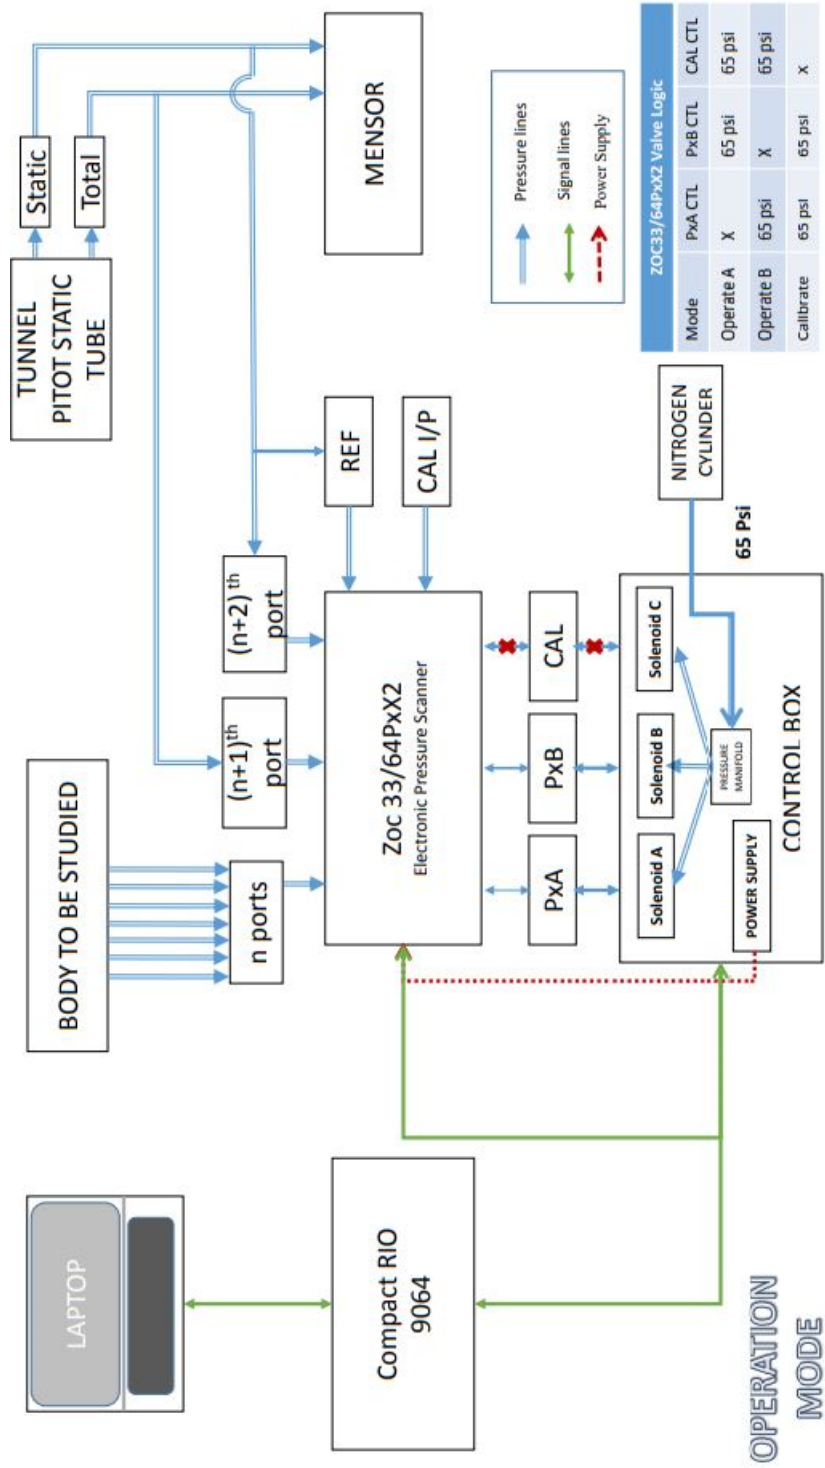 LAPTOP
Compact RIO
9064
OPERATION
MODE
BODY TO BE STUDIED
n ports
(n+1)th
port
(n+2)th
port
Zoc 33/64PxX2
Electronic Pressure Scanner
PxA
PxB
CAL
Solenoid A
Solenoid B
Solenoid C
PRESSURE
MANIFOLD
POWER SUPPLY
CONTROL BOX
TUNNEL
PITOT STATIC
TUBE
Static
Total
MENSOR
REF
CAL I/P
NITROGEN
CYLINDER
65 Psi
Pressure lines
Signal lines
Power Supply
ZOC33/64PxX2 Valve Logic
Mode PxA CTL PxB CTL CAL CTL
Operate A X 65 psi 65 psi
Operate B 65 psi X 65 psi
Calibrate 65 psi 65 psi x